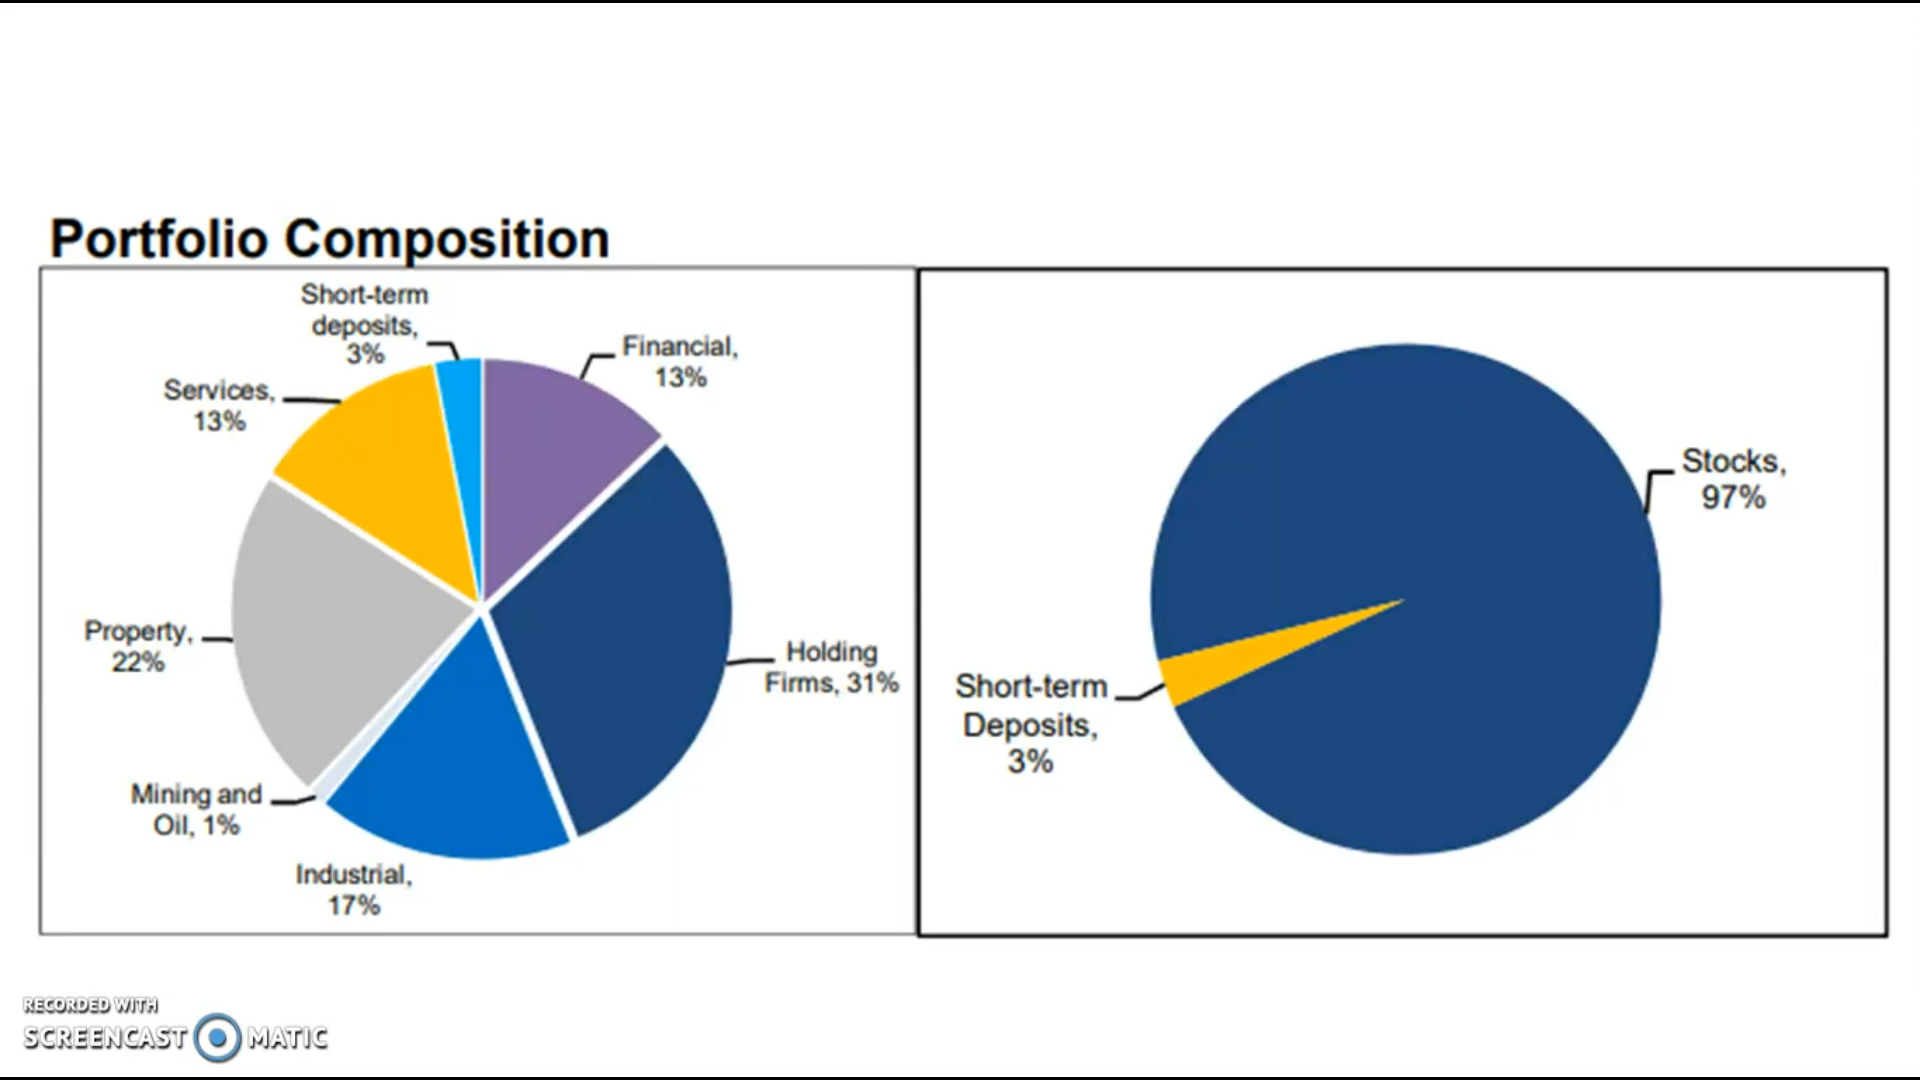 Portfolio Composition
Short-term
deposits,
3%
Financial,
13%
Services,
13%
Property,
22%
Holding
Firms, 31%
Mining and
Oil, 1%
Industrial,
17%
Stocks,
97%
Short-term
Deposits,
3%
RECORDED WITH
SCREENCAST MATIC